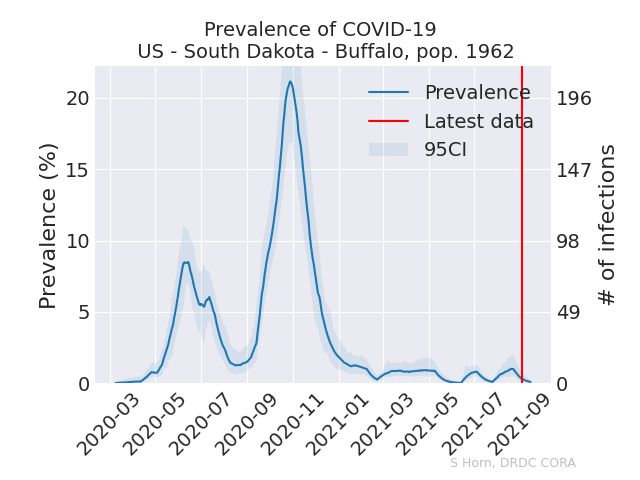 Prevalence of COVID-19
US - South Dakota - Buffalo, pop. 1962
Prevalence
Latest data
95CI
Prevalence (%)
20
15
10
5
0
196
147
98
49
0
# of infections
2020-03
2020-05
2020-07
2020-09
2020-11
2021-01
2021-03
2021-05
2021-07
2021-09
S Horn, DRDC CORA